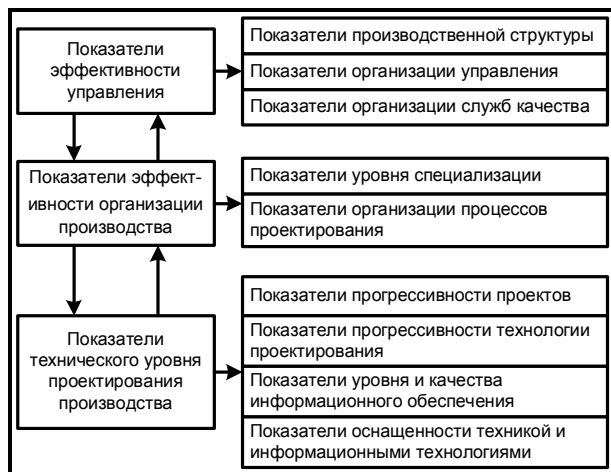 Показатели
эффективности
управления
Показатели производственной структуры
Показатели организации управления
Показатели организации служб качества
Показатели эффект-
ивности организации
производства
Показатели уровня специализации
Показатели организации процессов
проектирования
Показатели
технического уровня
проектирования
производства
Показатели прогрессивности проектов
Показатели прогрессивности технологии
проектирования
Показатели уровня и качества
информационного обеспечения
Показатели оснащенности техникой и
информационными технологиями